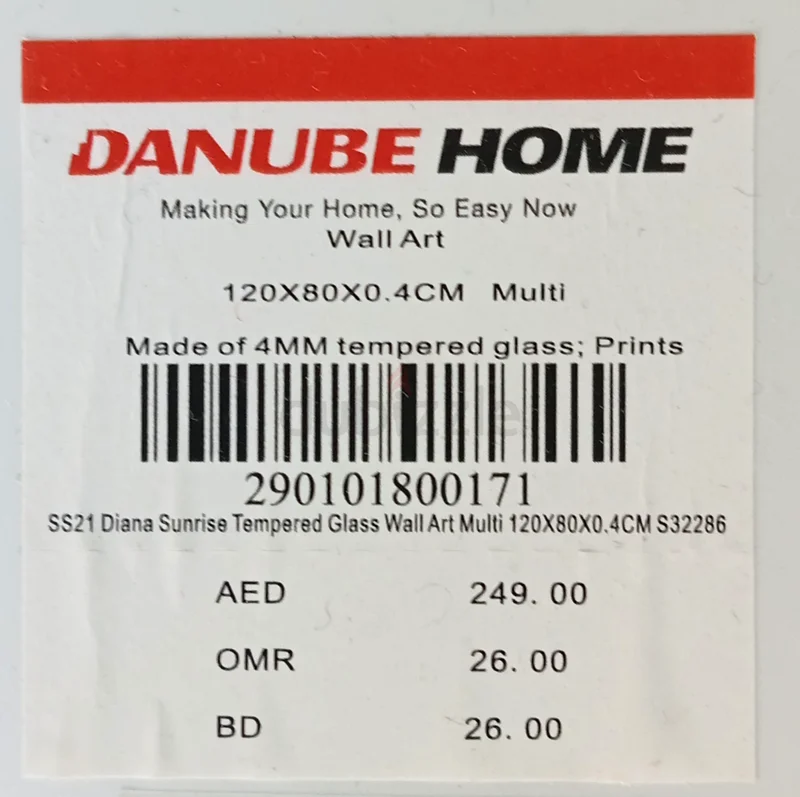 DANUBE HOME
Making Your Home, So Easy Now
Wall Art
120X80X0.4CM Multi
Made of 4MM tempered glass; Prints
dubizzle
290101800171
SS21 Diana Sunrise Tempered Glass Wall Art Multi 120X80X0.4CM S32286
AED 249. 00
OMR 26. 00
BD 26. 00